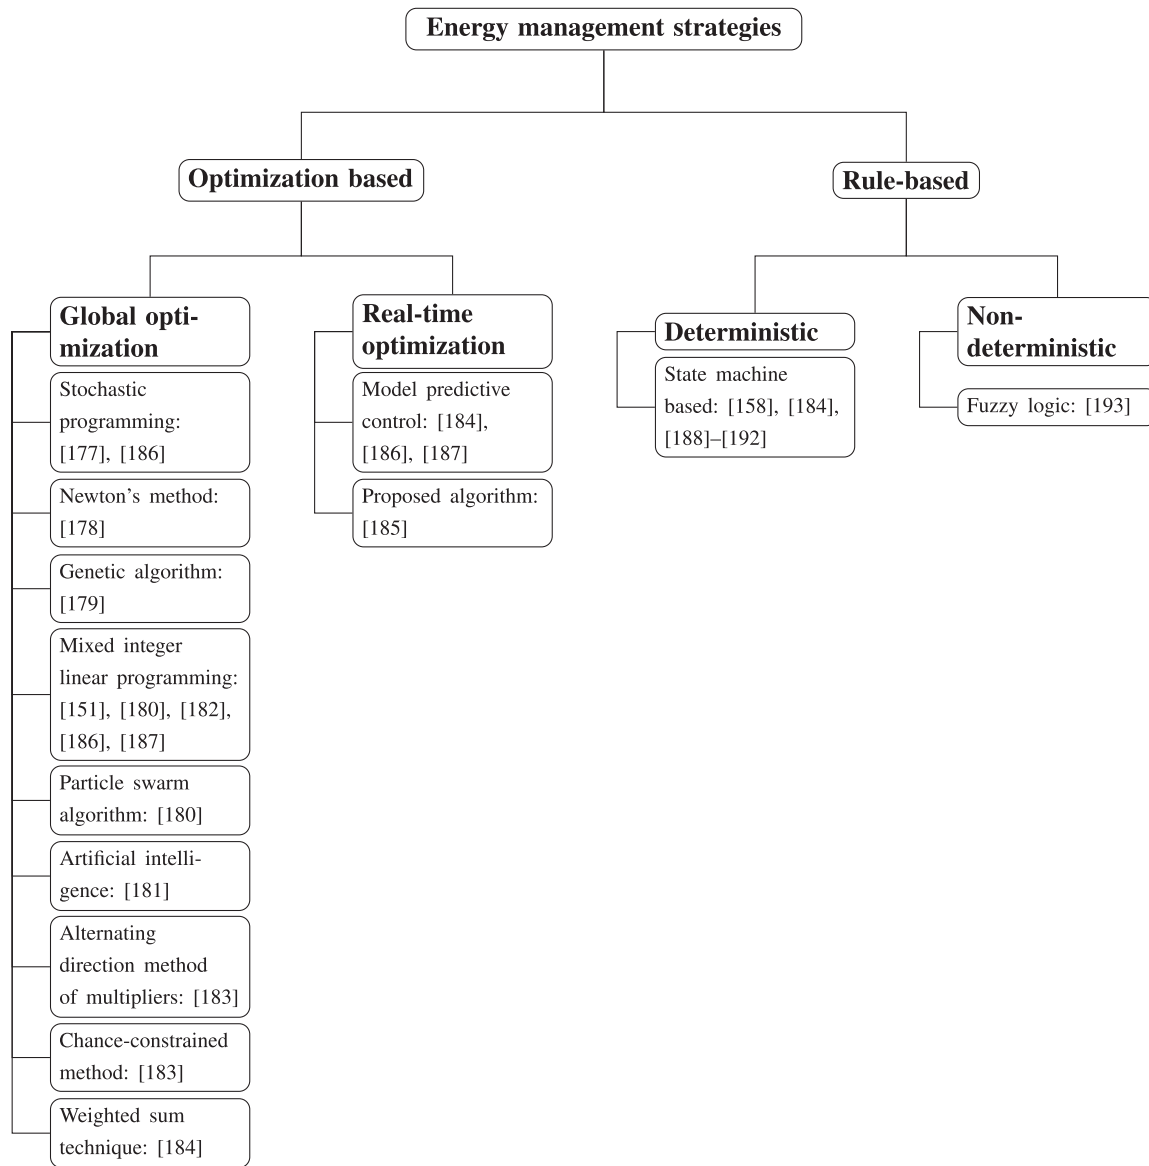 Energy management strategies
Optimization based
Rule-based
Global opti-
mization
Stochastic
programming:
[177], [186]
Newton's method:
[178]
Genetic algorithm:
[179]
Mixed integer
linear programming:
[151], [180], [182],
[186], [187]
Particle swarm
algorithm: [180]
Artificial intelli-
gence: [181]
Alternating
direction method
of multipliers: [183]
Chance-constrained
method: [183]
Weighted sum
technique: [184]
Real-time
optimization
Model predictive
control: [184],
[186], [187]
Proposed algorithm:
[185]
Deterministic
State machine
based: [158], [184],
[188]–[192]
Non-
deterministic
Fuzzy logic: [193]